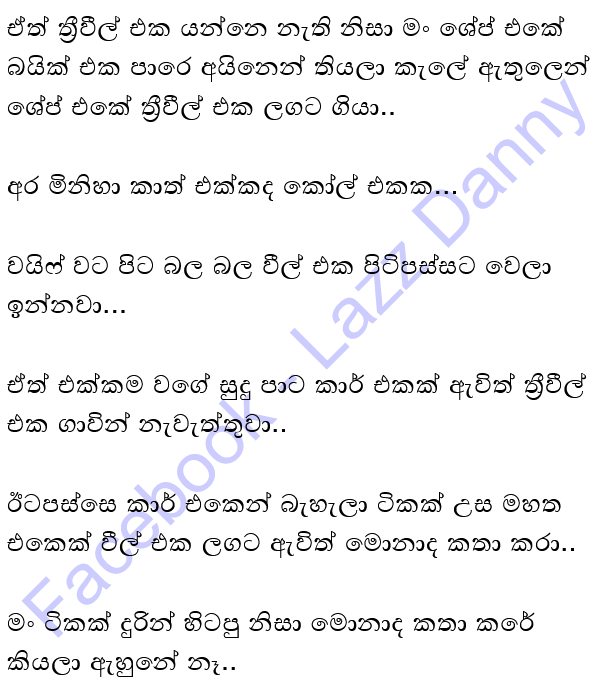 ඒත් ත්‍රීවීල් එක යන්නෙ නැති නිසා මං ශේප් එකේ
බයික් එක පාරෙ අයිනෙන් තියලා කැලේ ඇතුලෙන්
ශේප් එකේ ත්‍රීවීල් එක ලගට ගියා..
අර මිනිහා කාත් එක්කද කෝල් එකක...
වයිෆ් වට පිට බල බල වීල් එක පිටිපස්සට වෙලා
ඉන්නවා...
ඒත් එක්කම වගේ සුදු පාට කාර් එකක් ඇවිත් ත්‍රීවීල්
එක ගාවින් නැවැත්තුවා..
ඊටපස්සෙ කාර් එකෙන් බැහැලා ටිකක් උස මහත
එකෙක් වීල් එක ලගට ඇවිත් මොනාද කතා කරා..
මං ටිකක් දුරින් හිටපු නිසා මොනාද කතා කරේ
කියලා ඇහුනේ නෑ..
Facebook - Lazz Danny